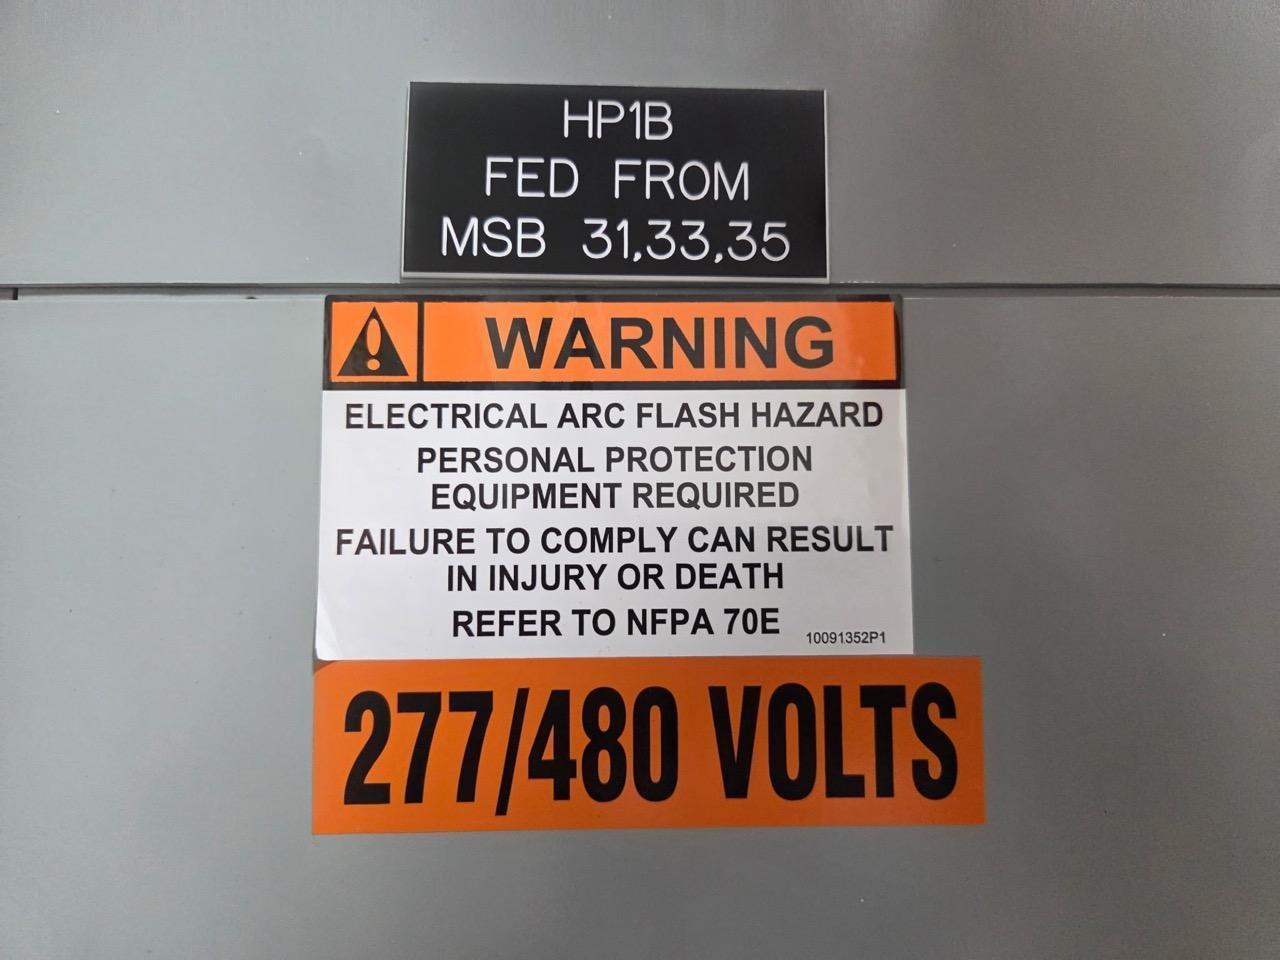 HP1B
FED FROM
MSB 31,33,35
WARNING
ELECTRICAL ARC FLASH HAZARD
PERSONAL PROTECTION
EQUIPMENT REQUIRED
FAILURE TO COMPLY CAN RESULT
IN INJURY OR DEATH
REFER TO NFPA 70E
10091352P1
277/480 VOLTS